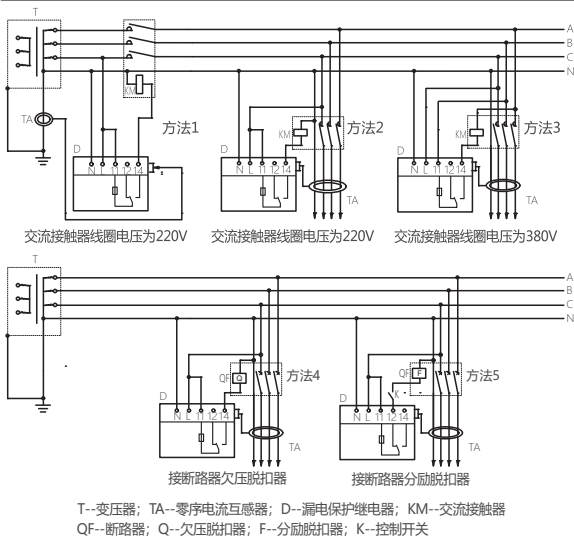 T
A
B
C
N
KM
TA
方法1
D
N L 11 12 14
交流接触器线圈电压为220V
KM
方法2
D
N L 11 12 14
TA
交流接触器线圈电压为220V
KM
方法3
D
N L 11 12 14
TA
交流接触器线圈电压为380V
T
A
B
C
N
QF Q
方法4
D
N L 11 12 14
TA
接断路器欠压脱扣器
QF F
方法5
K
D
N L 11 12 14
TA
接断路器分励脱扣器
T--变压器；TA--零序电流互感器；D--漏电保护继电器；KM--交流接触器
QF--断路器；Q--欠压脱扣器；F--分励脱扣器；K--控制开关